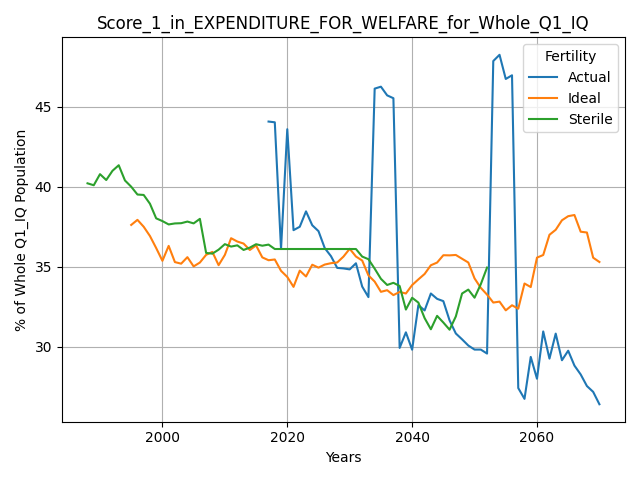 Score_1_in_EXPENDITURE_FOR_WELFARE_for_Whole_Q1_IQ
Fertility
Actual
Ideal
Sterile
% of Whole Q1_IQ Population
45
40
35
30
2000
2020
2040
2060
Years